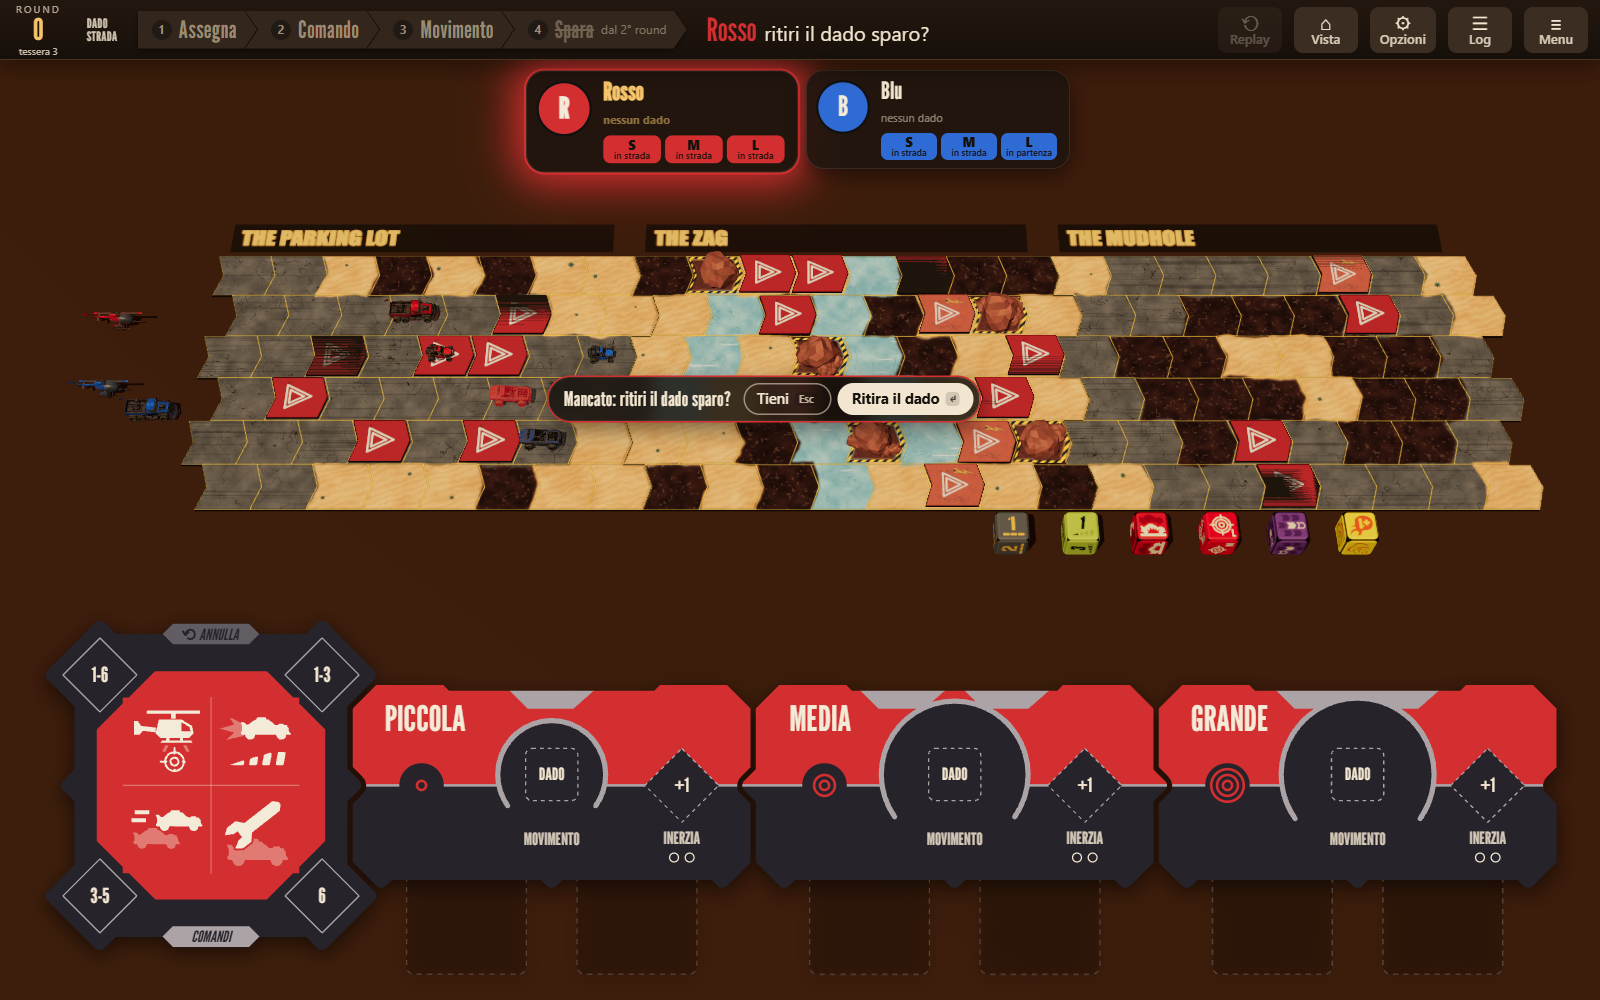 ROUND
0
tessera 3
DADO
STRADA
1 Assegna
2 Comando
3 Movimento
4 Spara dal 2° round
Rosso ritiri il dado sparo?
Replay
Vista
Opzioni
Log
Menu
R
Rosso
nessun dado
S
in strada
M
in strada
L
in strada
B
Blu
nessun dado
S
in strada
M
in strada
L
in partenza
THE PARKING LOT
THE ZAG
THE MUDHOLE
Mancato: ritiri il dado sparo?
Tieni Esc
Ritira il dado
1
1
ANNULLA
1-6
1-3
3-5
6
COMANDI
PICCOLA
DADO
MOVIMENTO
+1
INERZIA
MEDIA
DADO
MOVIMENTO
+1
INERZIA
GRANDE
DADO
MOVIMENTO
+1
INERZIA